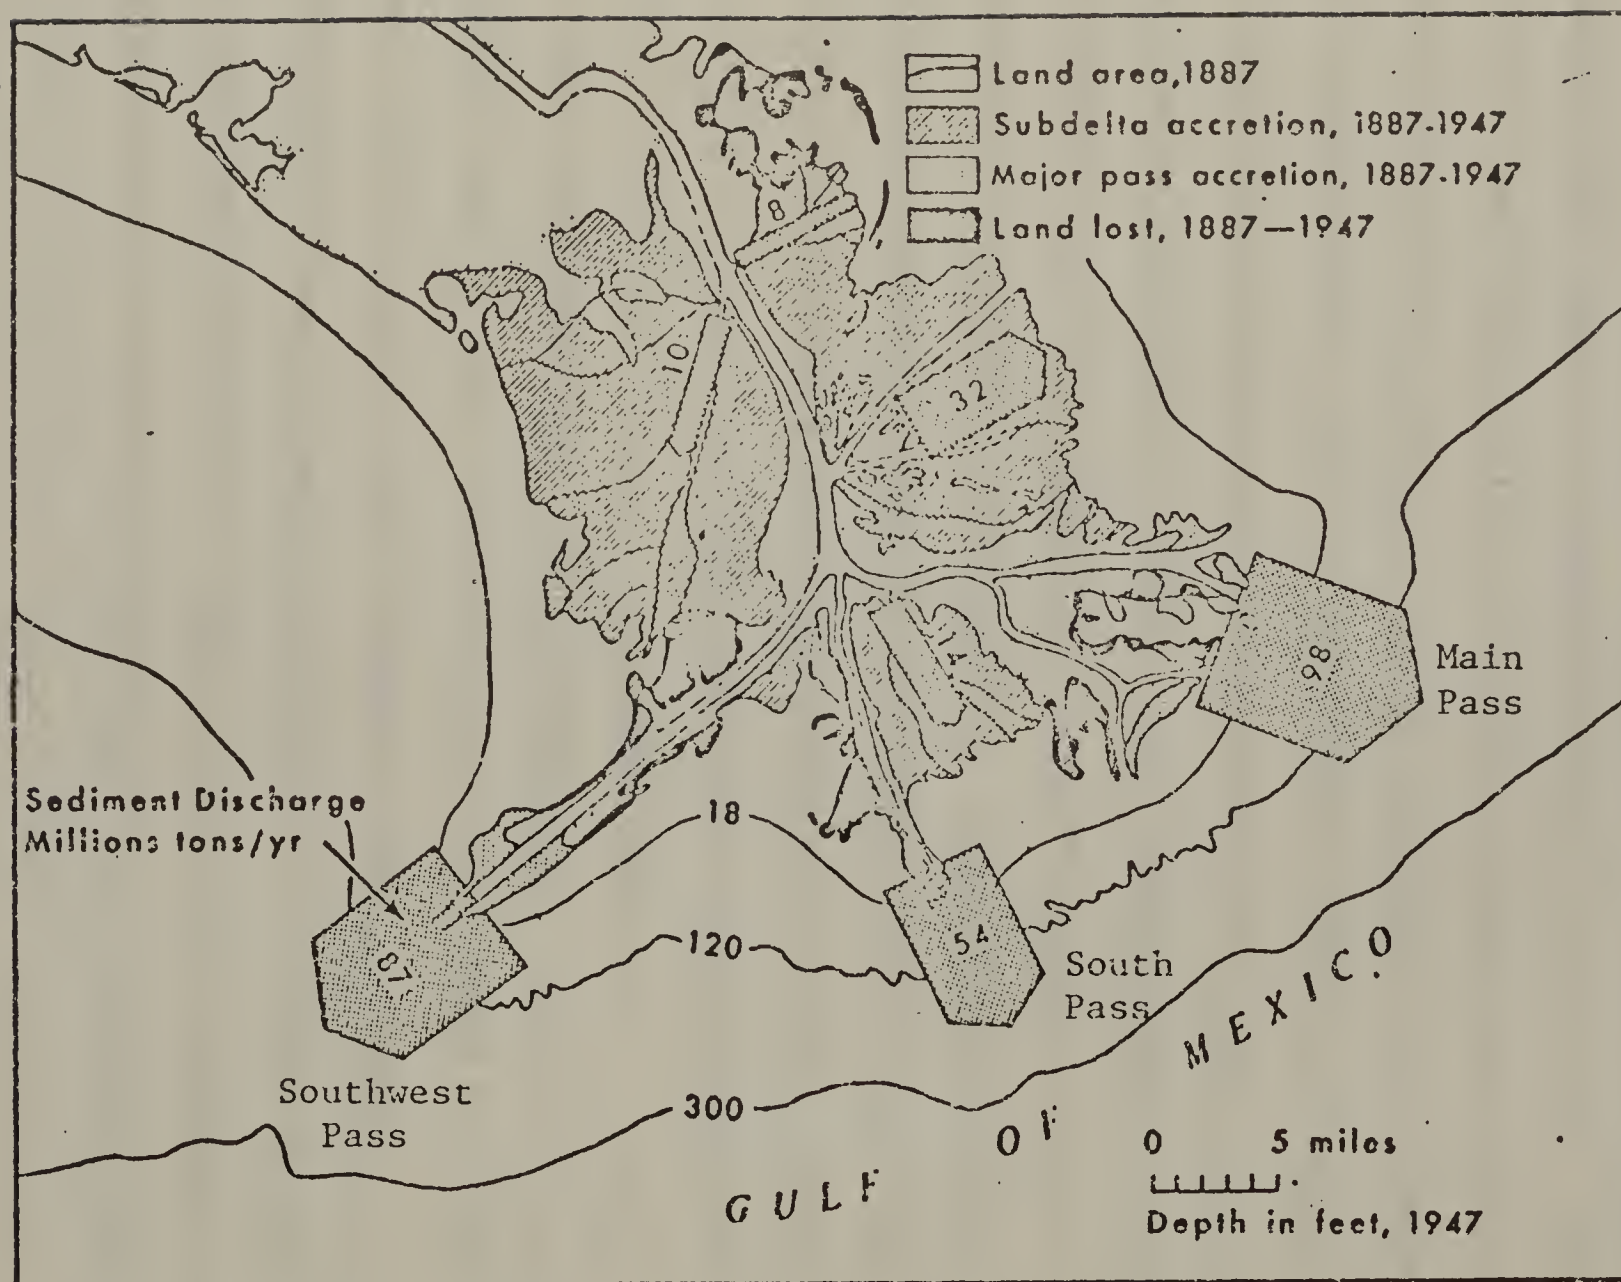 Land area, 1887
Subdelta accretion, 1887-1947
Major pass accretion, 1887-1947
Land lost, 1887—1947
8
10
32
14
98
Main
Pass
Sediment Discharge
Millions tons/yr
18
87
120
54
South
Pass
Southwest
Pass
300
GULF OF MEXICO
0 5 miles
Depth in feet, 1947